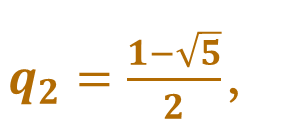 q₂ = (1−√5)/2,